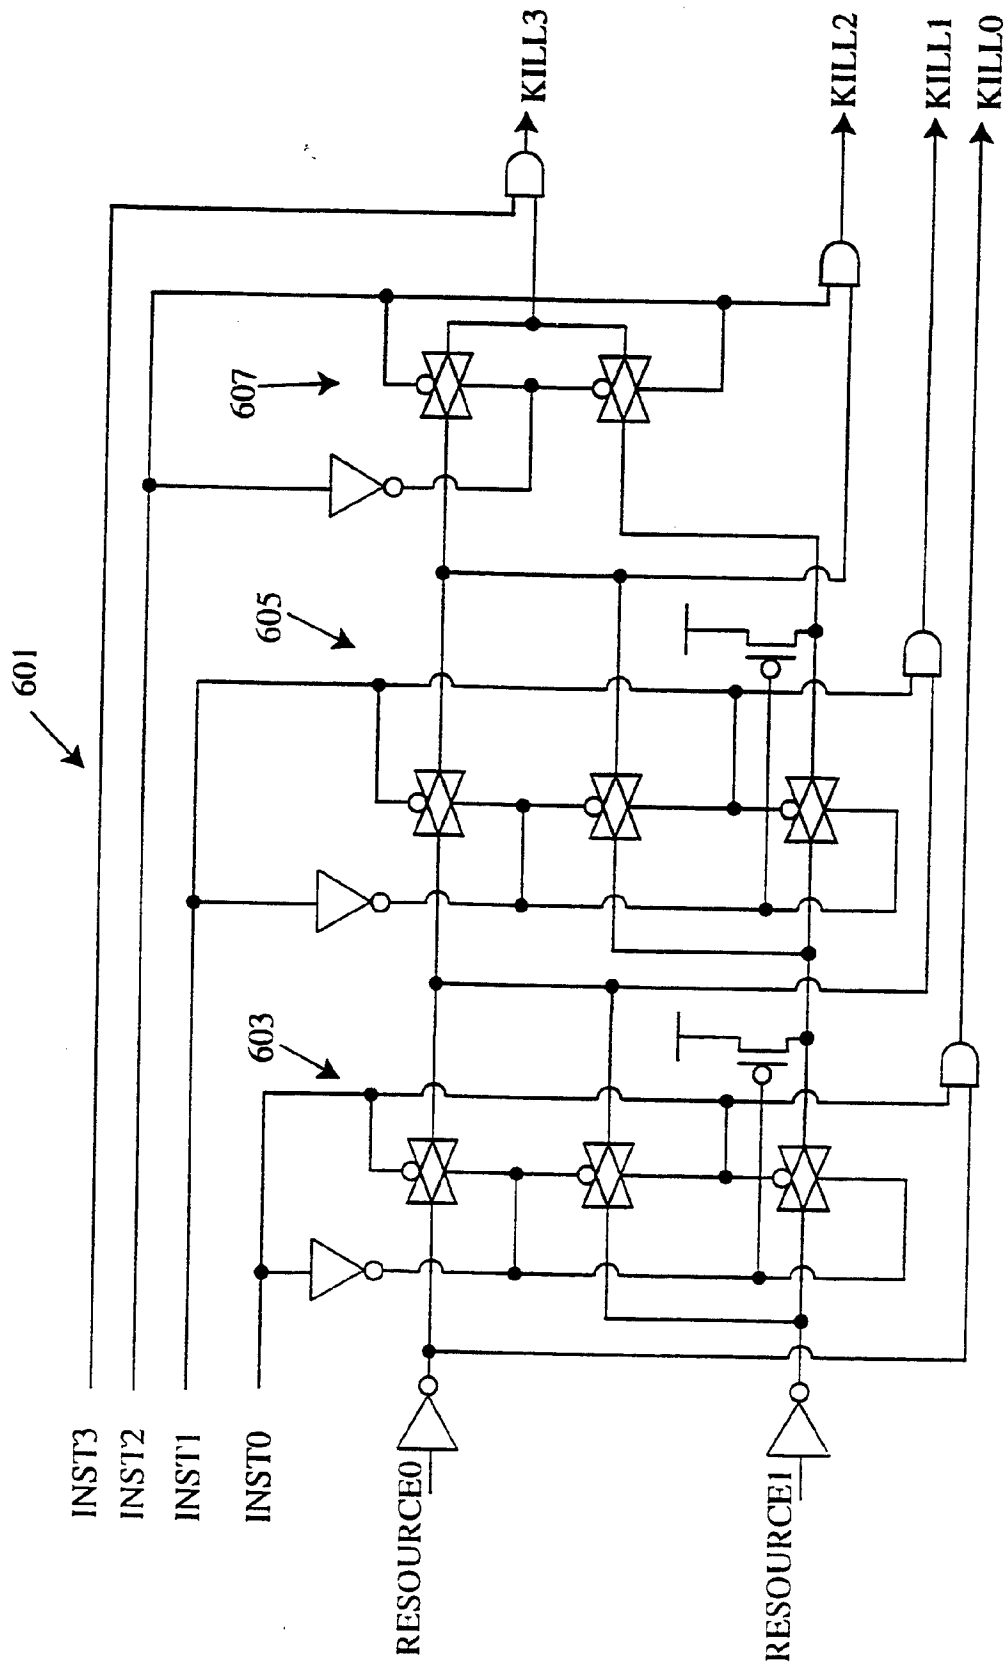 601
INST3
INST2
INST1
INST0
RESOURCE0
RESOURCE1
603
605
607
KILL3
KILL2
KILL1
KILL0